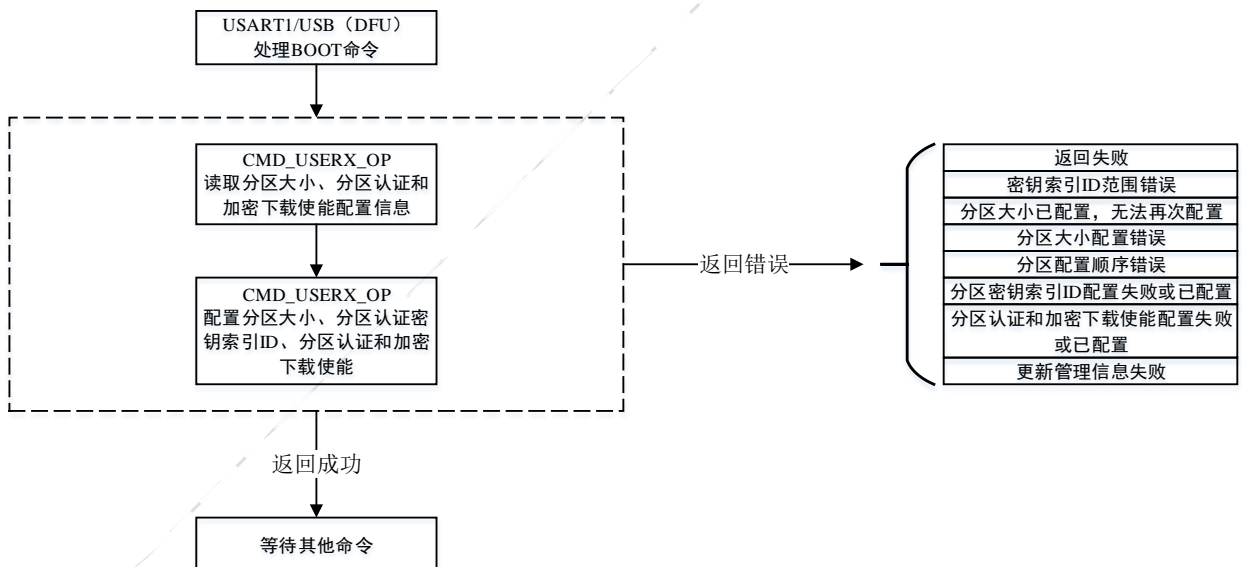 USART1/USB（DFU）
处理BOOT命令
CMD_USERX_OP
读取分区大小、分区认证和
加密下载使能配置信息
CMD_USERX_OP
配置分区大小、分区认证密
钥索引ID、分区认证和加密
下载使能
返回错误
返回失败
密钥索引ID范围错误
分区大小已配置，无法再次配置
分区大小配置错误
分区配置顺序错误
分区密钥索引ID配置失败或已配置
分区认证和加密下载使能配置失败
或已配置
更新管理信息失败
返回成功
等待其他命令